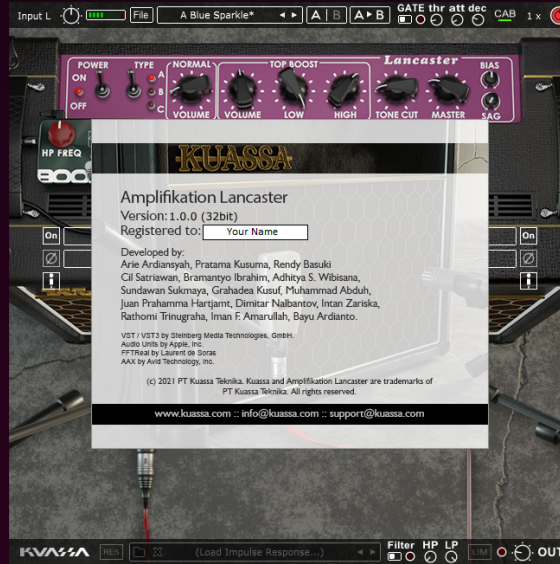 Input L File A Blue Sparkle* A | B A ► B GATE thr att dec CAB 1 x
POWER TYPE NORMAL TOP BOOST Lancaster BIAS
ON A
B
OFF C
VOLUME VOLUME LOW HIGH TONE CUT MASTER SAG
HP FREQ
KUASSA
Amplifikation Lancaster
Version: 1.0.0 (32bit)
Registered to: Your Name
On On
Developed by:
Arie Ardiansyah, Pratama Kusuma, Rendy Basuki
Cil Satriawan, Bramantyo Ibrahim, Adhitya S. Wibisana,
Sundawan Sukmaya, Grahadea Kusuf, Muhammad Abduh,
Juan Prahamma Hartjamt, Dimitar Nalbantov, Intan Zariska,
Rathomi Trinugraha, Iman F. Amarullah, Bayu Ardianto.
VST / VST3 by Steinberg Media Technologies, GmbH.
Audio Units by Apple, Inc.
FFTReal by Laurent de Soras
AAX by Avid Technology, Inc.
(c) 2021 PT Kuassa Teknika. Kuassa and Amplifikation Lancaster are trademarks of
PT Kuassa Teknika. All rights reserved.
www.kuassa.com :: info@kuassa.com :: support@kuassa.com
KUASSA RES (Load Impulse Response...) Filter HP LP LIM OUT